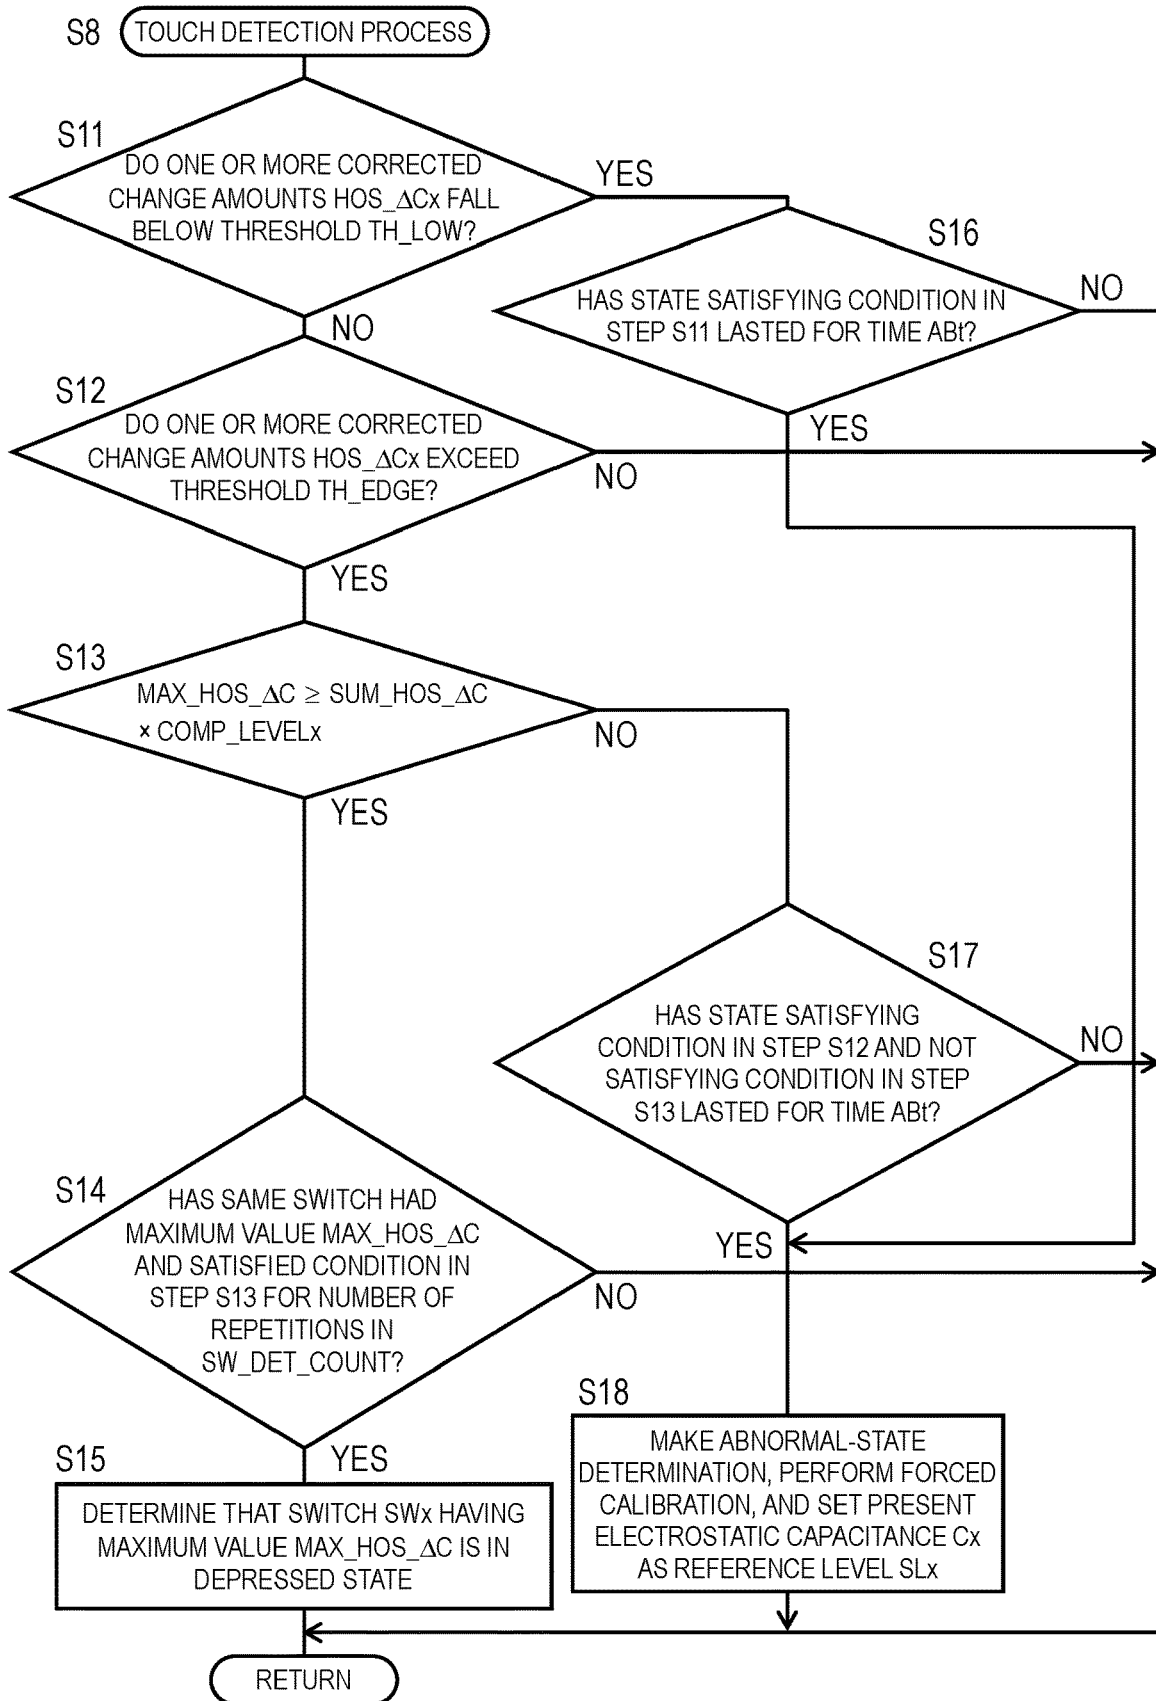 S8
TOUCH DETECTION PROCESS
S11
DO ONE OR MORE CORRECTED
CHANGE AMOUNTS HOS_ΔCx FALL
BELOW THRESHOLD TH_LOW?
YES
NO
S16
HAS STATE SATISFYING CONDITION IN
STEP S11 LASTED FOR TIME ABt?
NO
YES
S12
DO ONE OR MORE CORRECTED
CHANGE AMOUNTS HOS_ΔCx EXCEED
THRESHOLD TH_EDGE?
NO
YES
S13
MAX_HOS_ΔC ≥ SUM_HOS_ΔC
× COMP_LEVELx
NO
YES
S17
HAS STATE SATISFYING
CONDITION IN STEP S12 AND NOT
SATISFYING CONDITION IN STEP
S13 LASTED FOR TIME ABt?
NO
YES
S14
HAS SAME SWITCH HAD
MAXIMUM VALUE MAX_HOS_ΔC
AND SATISFIED CONDITION IN
STEP S13 FOR NUMBER OF
REPETITIONS IN
SW_DET_COUNT?
NO
YES
S15
DETERMINE THAT SWITCH SWx HAVING
MAXIMUM VALUE MAX_HOS_ΔC IS IN
DEPRESSED STATE
S18
MAKE ABNORMAL-STATE
DETERMINATION, PERFORM FORCED
CALIBRATION, AND SET PRESENT
ELECTROSTATIC CAPACITANCE Cx
AS REFERENCE LEVEL SLx
RETURN